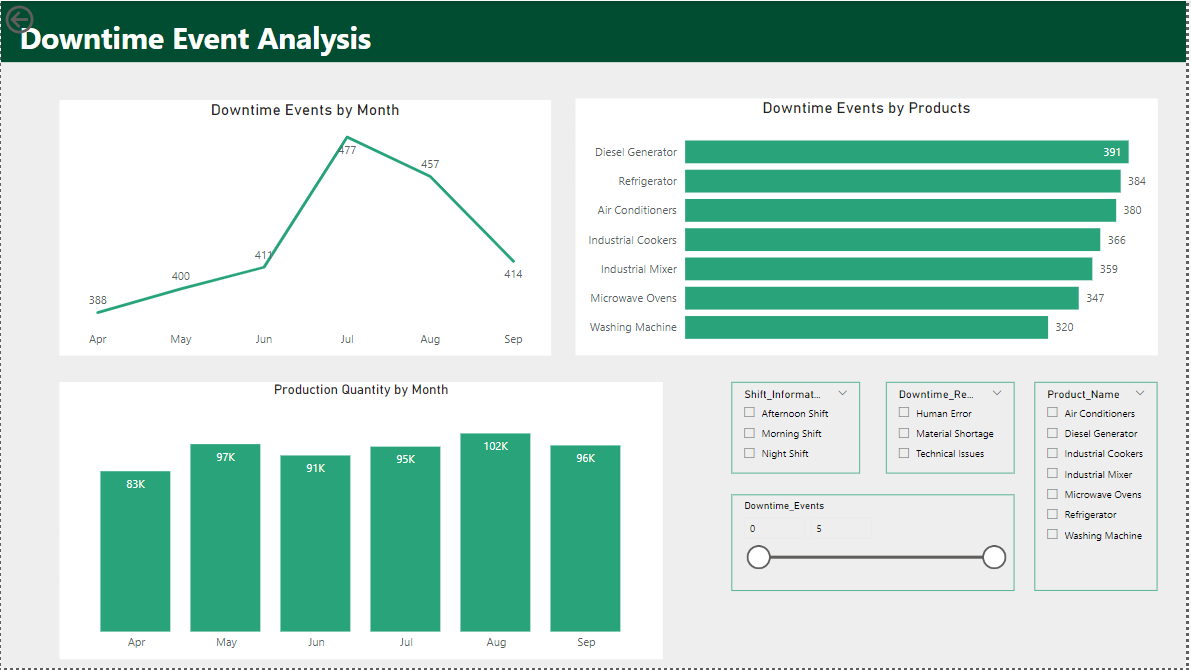 Downtime Event Analysis
Downtime Events by Month
477
457
411
400
414
388
Apr May Jun Jul Aug Sep
Downtime Events by Products
Diesel Generator 391
Refrigerator 384
Air Conditioners 380
Industrial Cookers 366
Industrial Mixer 359
Microwave Ovens 347
Washing Machine 320
Production Quantity by Month
83K 97K 91K 95K 102K 96K
Apr May Jun Jul Aug Sep
Shift_Informat...
Afternoon Shift
Morning Shift
Night Shift
Downtime_Re...
Human Error
Material Shortage
Technical Issues
Product_Name
Air Conditioners
Diesel Generator
Industrial Cookers
Industrial Mixer
Microwave Ovens
Refrigerator
Washing Machine
Downtime_Events
0 5